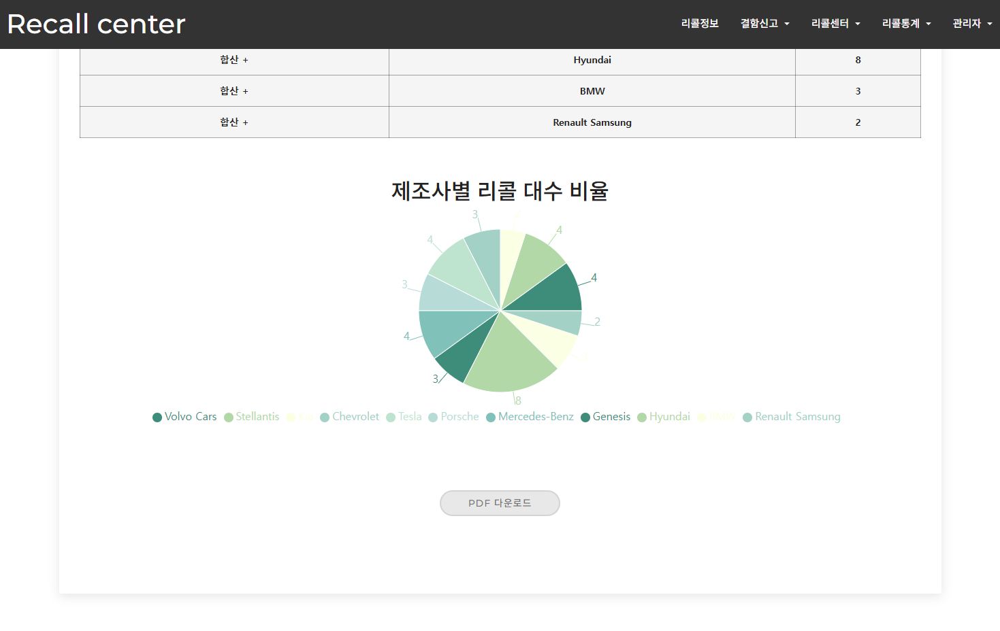 Recall center
리콜정보 결함신고 리콜센터 리콜통계 관리자
합산 + Hyundai 8
합산 + BMW 3
합산 + Renault Samsung 2
제조사별 리콜 대수 비율
3
4
4
4
3
2
4
3
8
Volvo Cars Stellantis Kia Chevrolet Tesla Porsche Mercedes-Benz Genesis Hyundai BMW Renault Samsung
PDF 다운로드